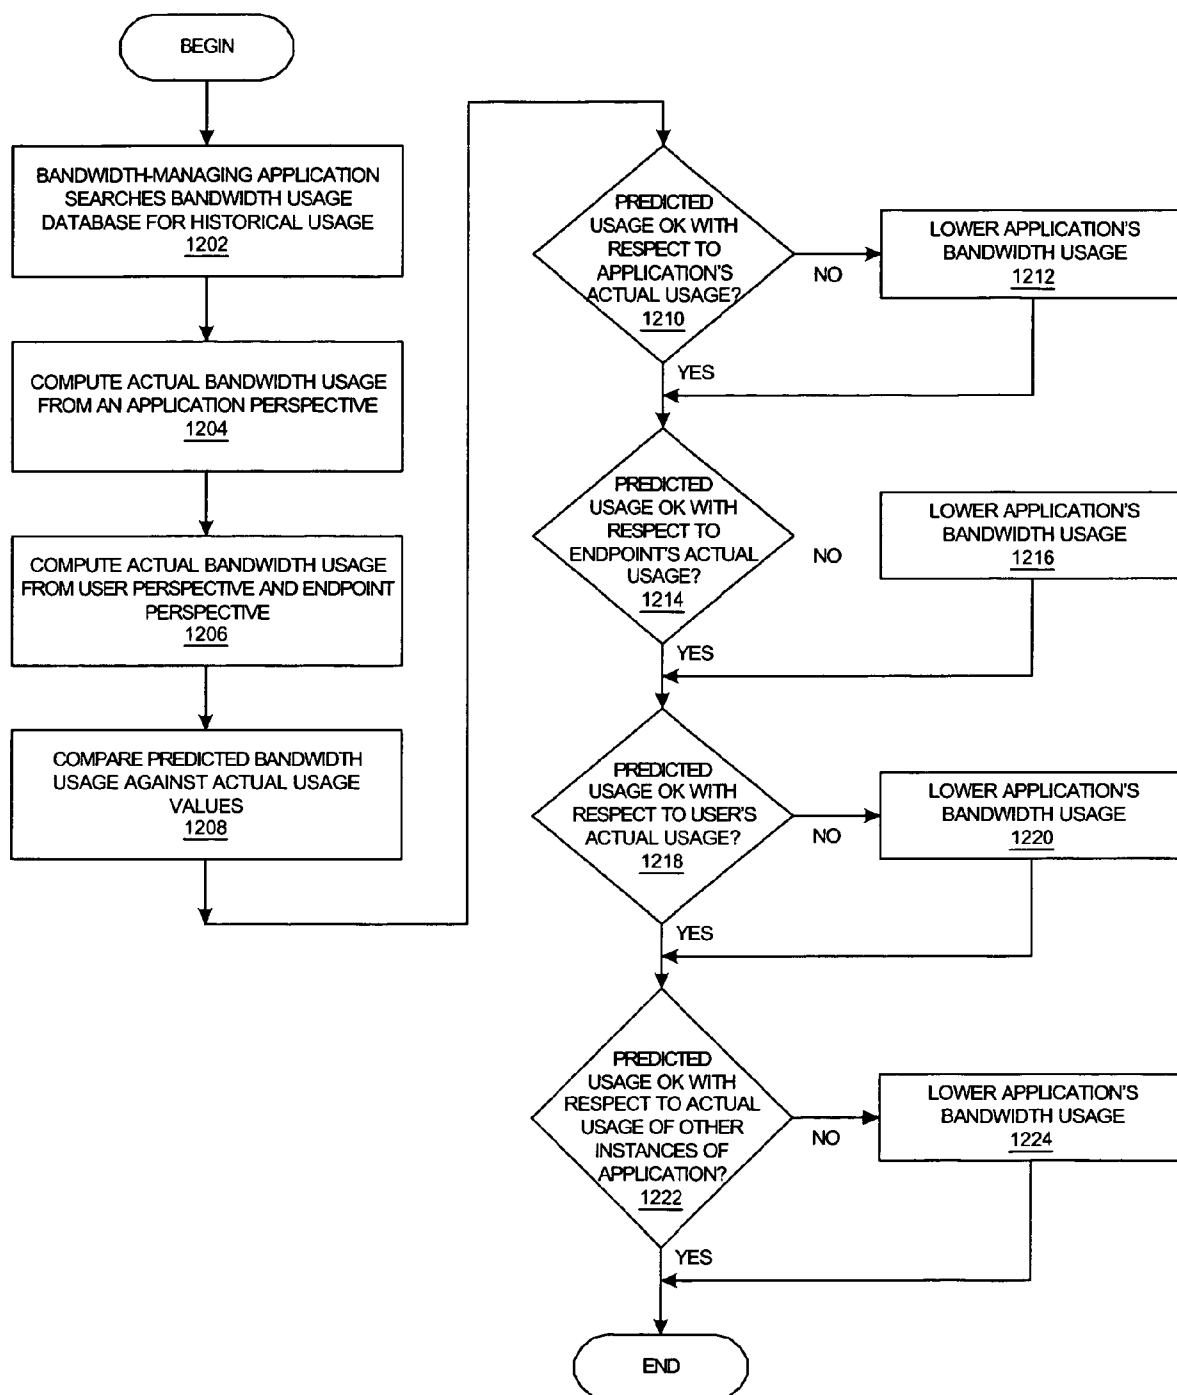 BEGIN
BANDWIDTH-MANAGING APPLICATION
SEARCHES BANDWIDTH USAGE
DATABASE FOR HISTORICAL USAGE
1202
COMPUTE ACTUAL BANDWIDTH USAGE
FROM AN APPLICATION PERSPECTIVE
1204
COMPUTE ACTUAL BANDWIDTH USAGE
FROM USER PERSPECTIVE AND ENDPOINT
PERSPECTIVE
1206
COMPARE PREDICTED BANDWIDTH
USAGE AGAINST ACTUAL USAGE
VALUES
1208
PREDICTED
USAGE OK WITH
RESPECT TO
APPLICATION'S
ACTUAL USAGE?
1210
NO
LOWER APPLICATION'S
BANDWIDTH USAGE
1212
YES
PREDICTED
USAGE OK WITH
RESPECT TO
ENDPOINT'S ACTUAL
USAGE?
1214
NO
LOWER APPLICATION'S
BANDWIDTH USAGE
1216
YES
PREDICTED
USAGE OK WITH
RESPECT TO USER'S
ACTUAL USAGE?
1218
NO
LOWER APPLICATION'S
BANDWIDTH USAGE
1220
YES
PREDICTED
USAGE OK WITH
RESPECT TO ACTUAL
USAGE OF OTHER
INSTANCES OF
APPLICATION?
1222
NO
LOWER APPLICATION'S
BANDWIDTH USAGE
1224
YES
END